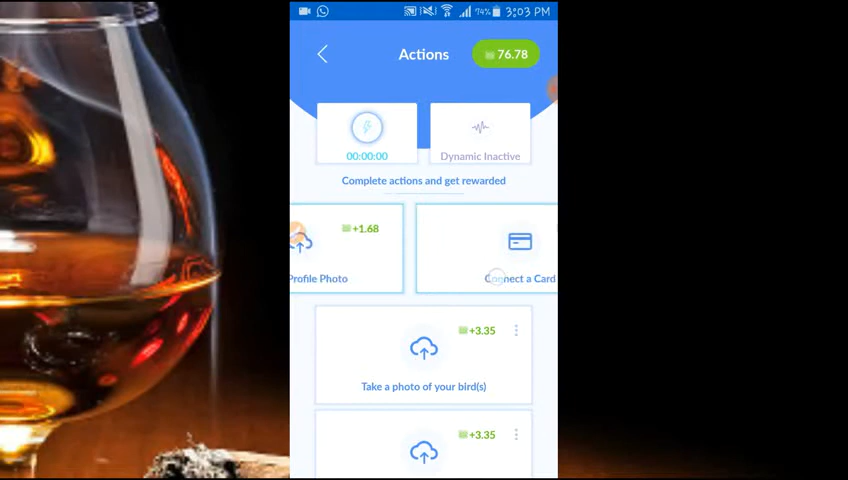 74% 3:03 PM
Actions
76.78
00:00:00
Dynamic Inactive
Complete actions and get rewarded
+1.68
Profile Photo
Connect a Card
+3.35
Take a photo of your bird(s)
+3.35